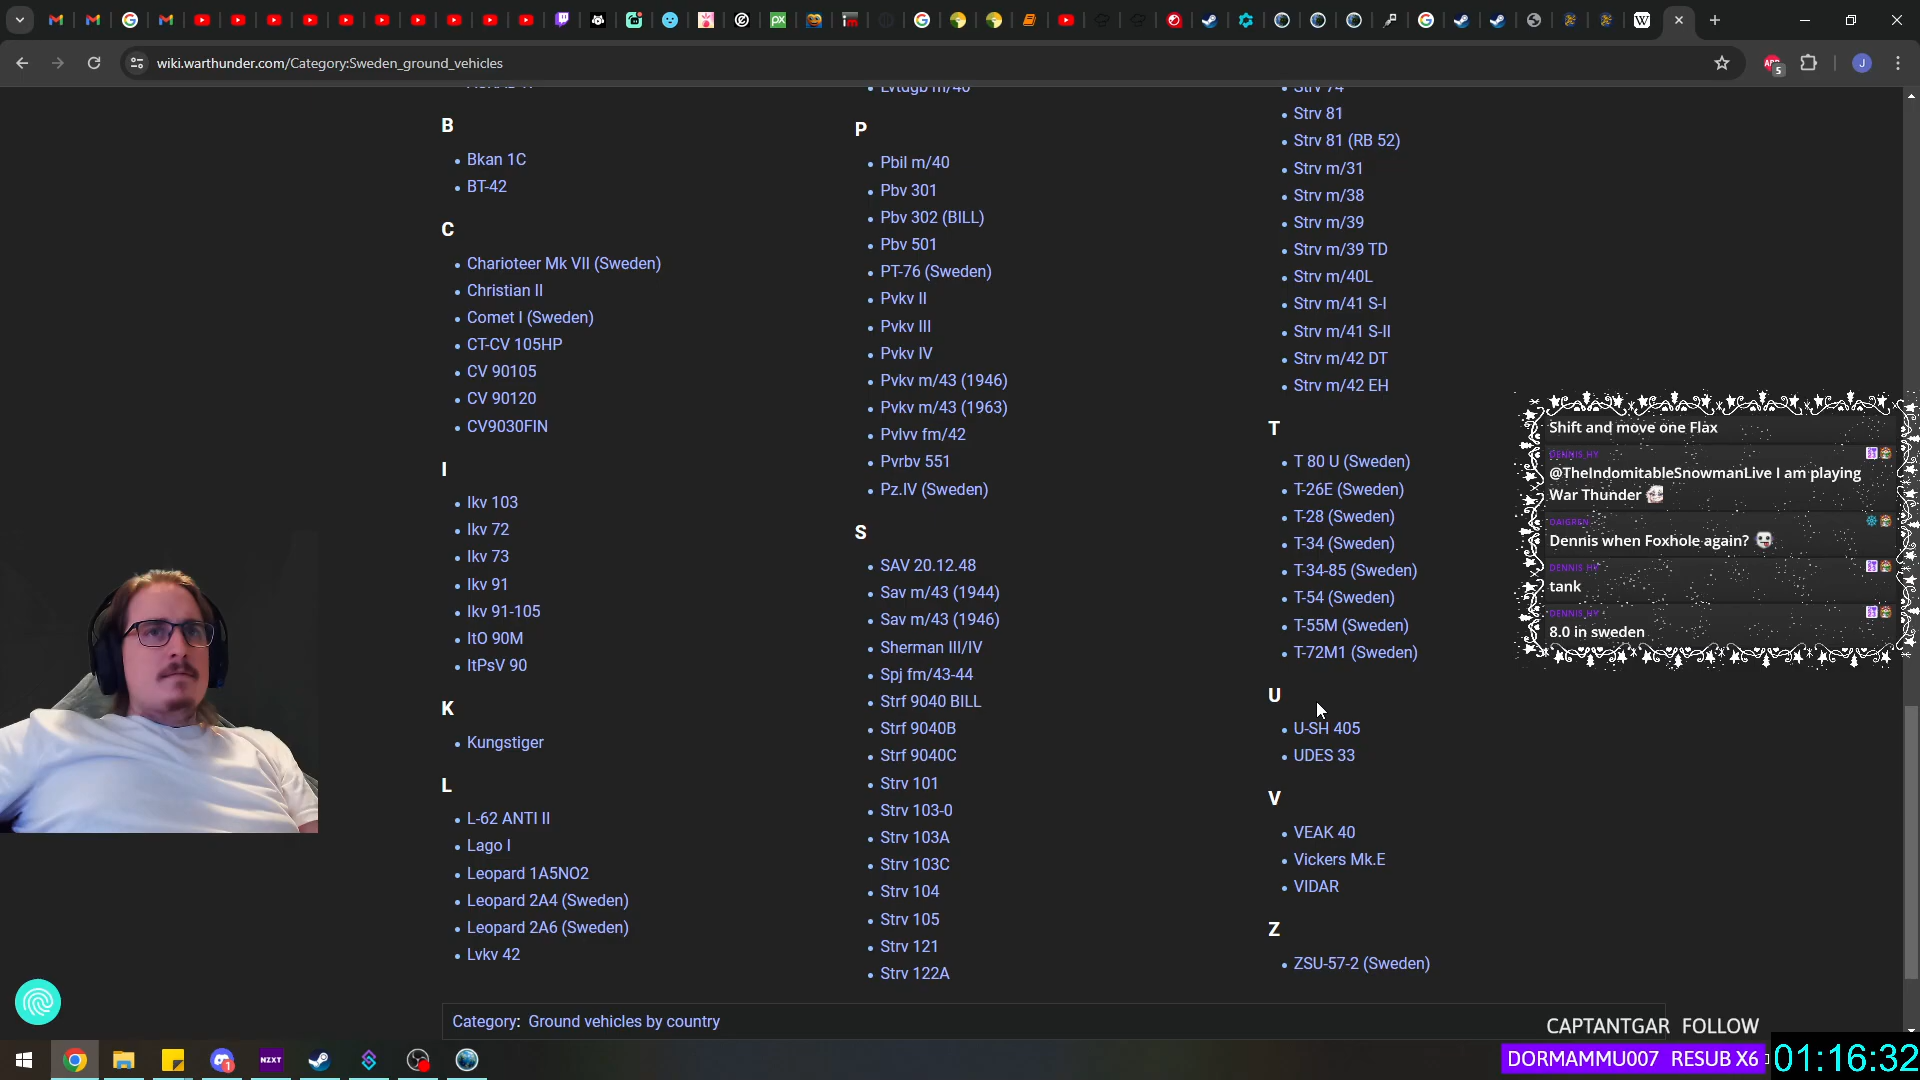 wiki.warthunder.com/Category:Sweden_ground_vehicles
B
Bkan 1C
BT-42
C
Charioteer Mk VII (Sweden)
Christian II
Comet I (Sweden)
CT-CV 105HP
CV 90105
CV 90120
CV9030FIN
I
Ikv 103
Ikv 72
Ikv 73
Ikv 91
Ikv 91-105
ItO 90M
ItPsV 90
K
Kungstiger
L
L-62 ANTI II
Lago I
Leopard 1A5NO2
Leopard 2A4 (Sweden)
Leopard 2A6 (Sweden)
Lvkv 42
Lvtdgb m/40
P
Pbil m/40
Pbv 301
Pbv 302 (BILL)
Pbv 501
PT-76 (Sweden)
Pvkv II
Pvkv III
Pvkv IV
Pvkv m/43 (1946)
Pvkv m/43 (1963)
Pvlvv fm/42
Pvrbv 551
Pz.IV (Sweden)
S
SAV 20.12.48
Sav m/43 (1944)
Sav m/43 (1946)
Sherman III/IV
Spj fm/43-44
Strf 9040 BILL
Strf 9040B
Strf 9040C
Strv 101
Strv 103-0
Strv 103A
Strv 103C
Strv 104
Strv 105
Strv 121
Strv 122A
Strv 74
Strv 81
Strv 81 (RB 52)
Strv m/31
Strv m/38
Strv m/39
Strv m/39 TD
Strv m/40L
Strv m/41 S-I
Strv m/41 S-II
Strv m/42 DT
Strv m/42 EH
T
T 80 U (Sweden)
T-26E (Sweden)
T-28 (Sweden)
T-34 (Sweden)
T-34-85 (Sweden)
T-54 (Sweden)
T-55M (Sweden)
T-72M1 (Sweden)
U
U-SH 405
UDES 33
V
VEAK 40
Vickers Mk.E
VIDAR
Z
ZSU-57-2 (Sweden)
Category: Ground vehicles by country
Shift and move one Flax
DENNIS_HY
@TheIndomitableSnowmanLive I am playing
War Thunder
DAIGREN
Dennis when Foxhole again?
DENNIS_HY
tank
DENNIS_HY
8.0 in sweden
CAPTANTGAR FOLLOW
DORMAMMU007 RESUB X6
01:16:32
NZXT